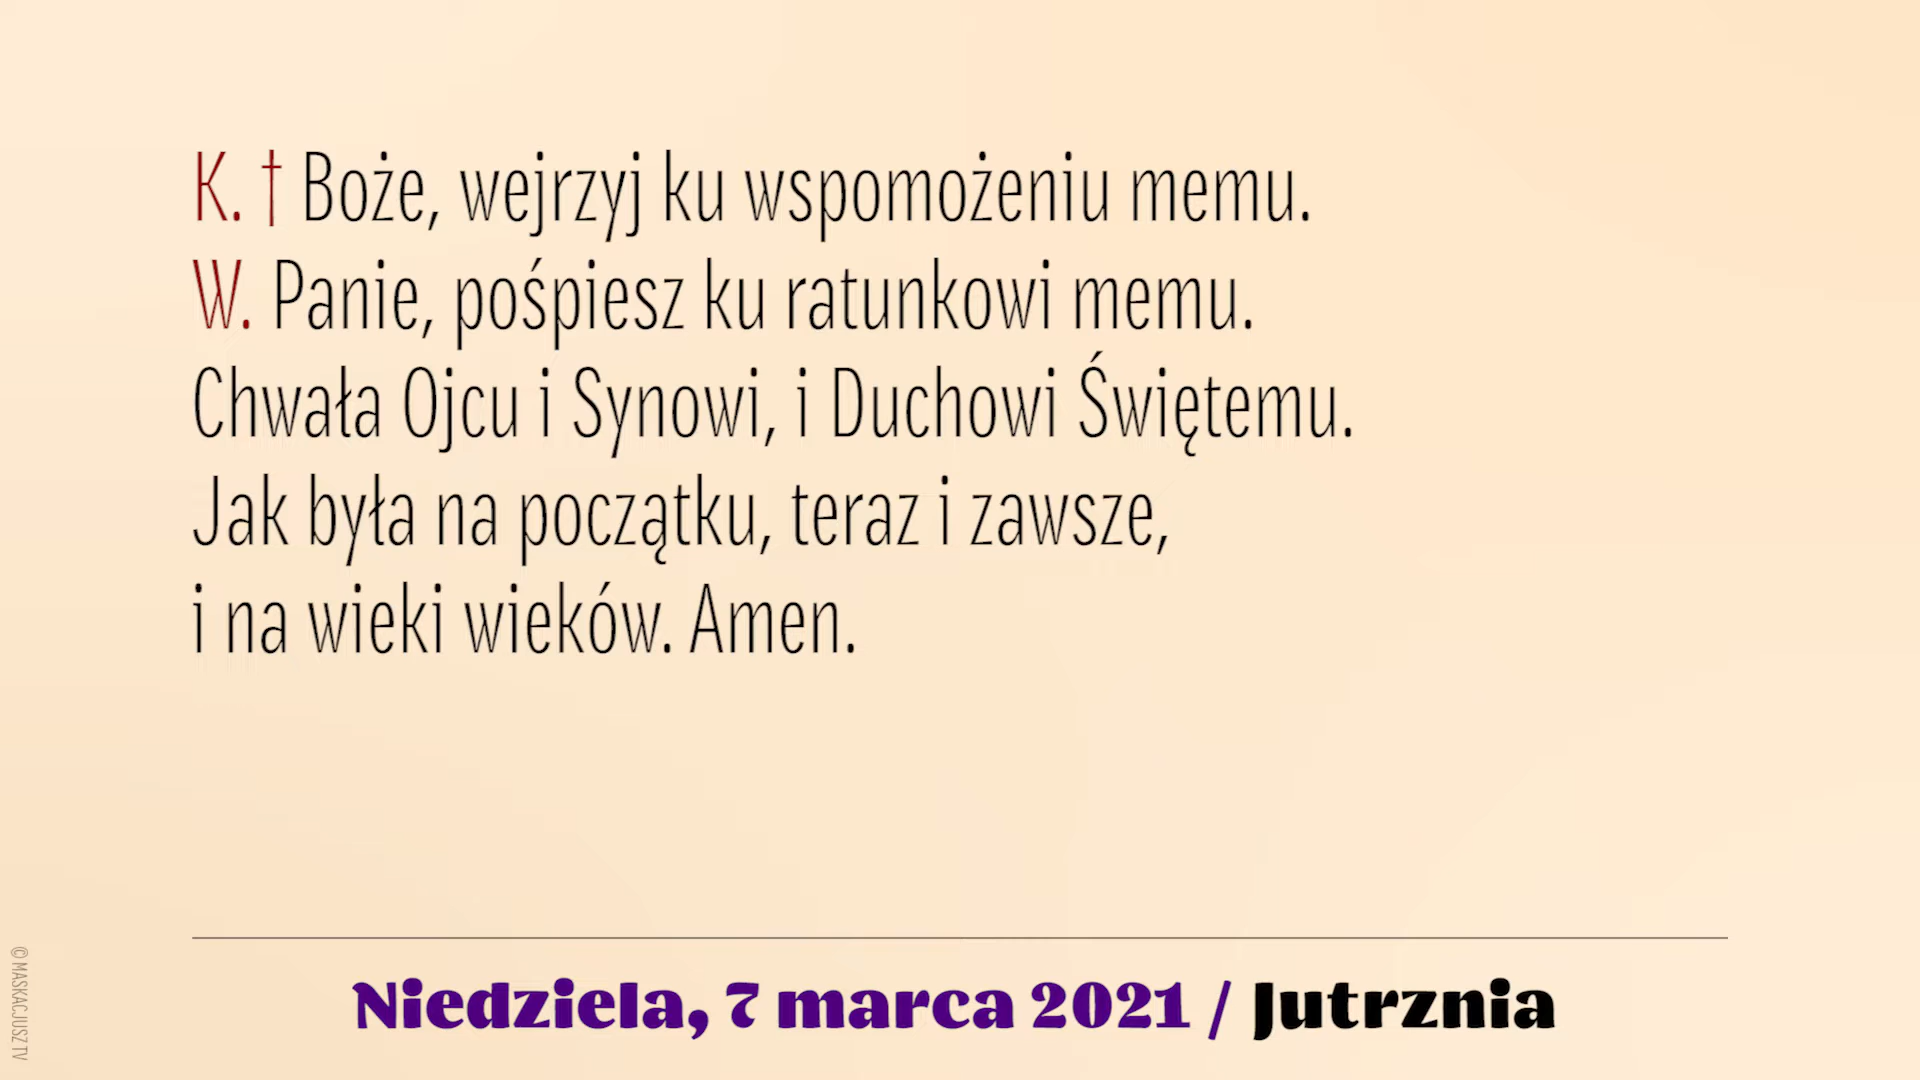 K. † Boże, wejrzyj ku wspomożeniu memu.
W. Panie, pośpiesz ku ratunkowi memu.
Chwała Ojcu i Synowi, i Duchowi Świętemu.
Jak była na początku, teraz i zawsze,
i na wieki wieków. Amen.
Niedziela, 7 marca 2021 / Jutrznia
© MASKACJUSZ TV